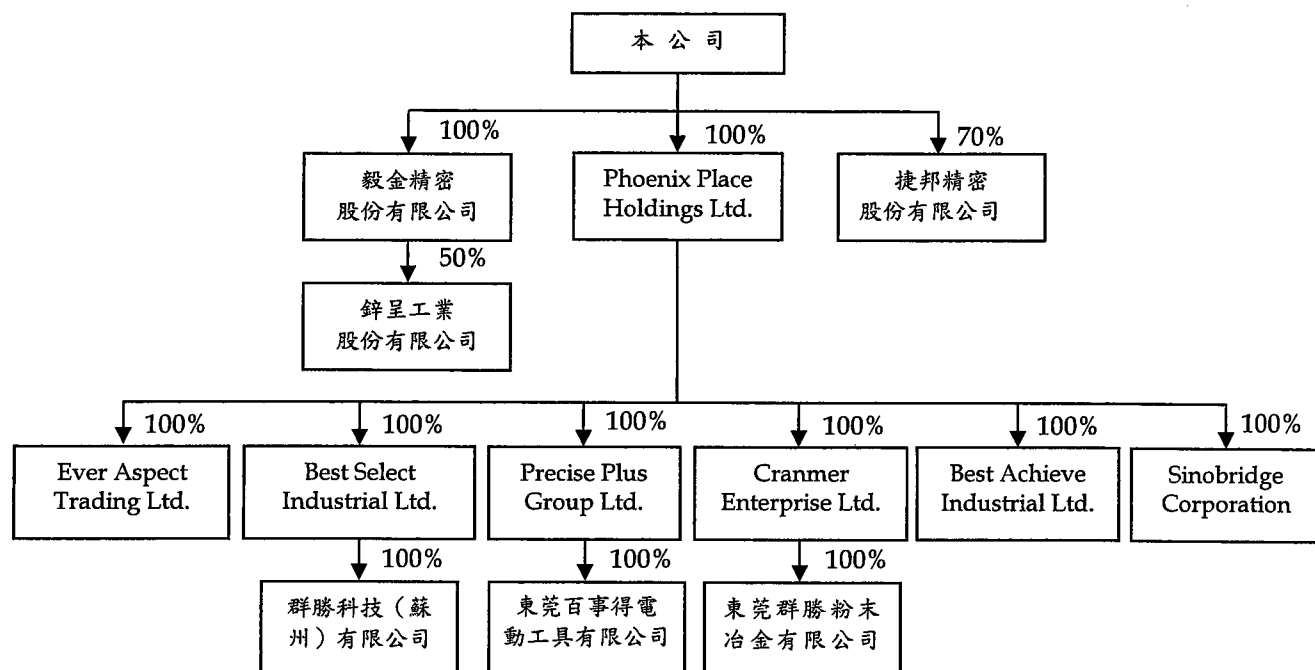 本公司
100%
100%
70%
毅金精密
股份有限公司
Phoenix Place
Holdings Ltd.
捷邦精密
股份有限公司
50%
鋅呈工業
股份有限公司
100%
100%
100%
100%
100%
100%
Ever Aspect
Trading Ltd.
Best Select
Industrial Ltd.
Precise Plus
Group Ltd.
Cranmer
Enterprise Ltd.
Best Achieve
Industrial Ltd.
Sinobridge
Corporation
100%
100%
100%
群勝科技（蘇
州）有限公司
東莞百事得電
動工具有限公司
東莞群勝粉末
冶金有限公司